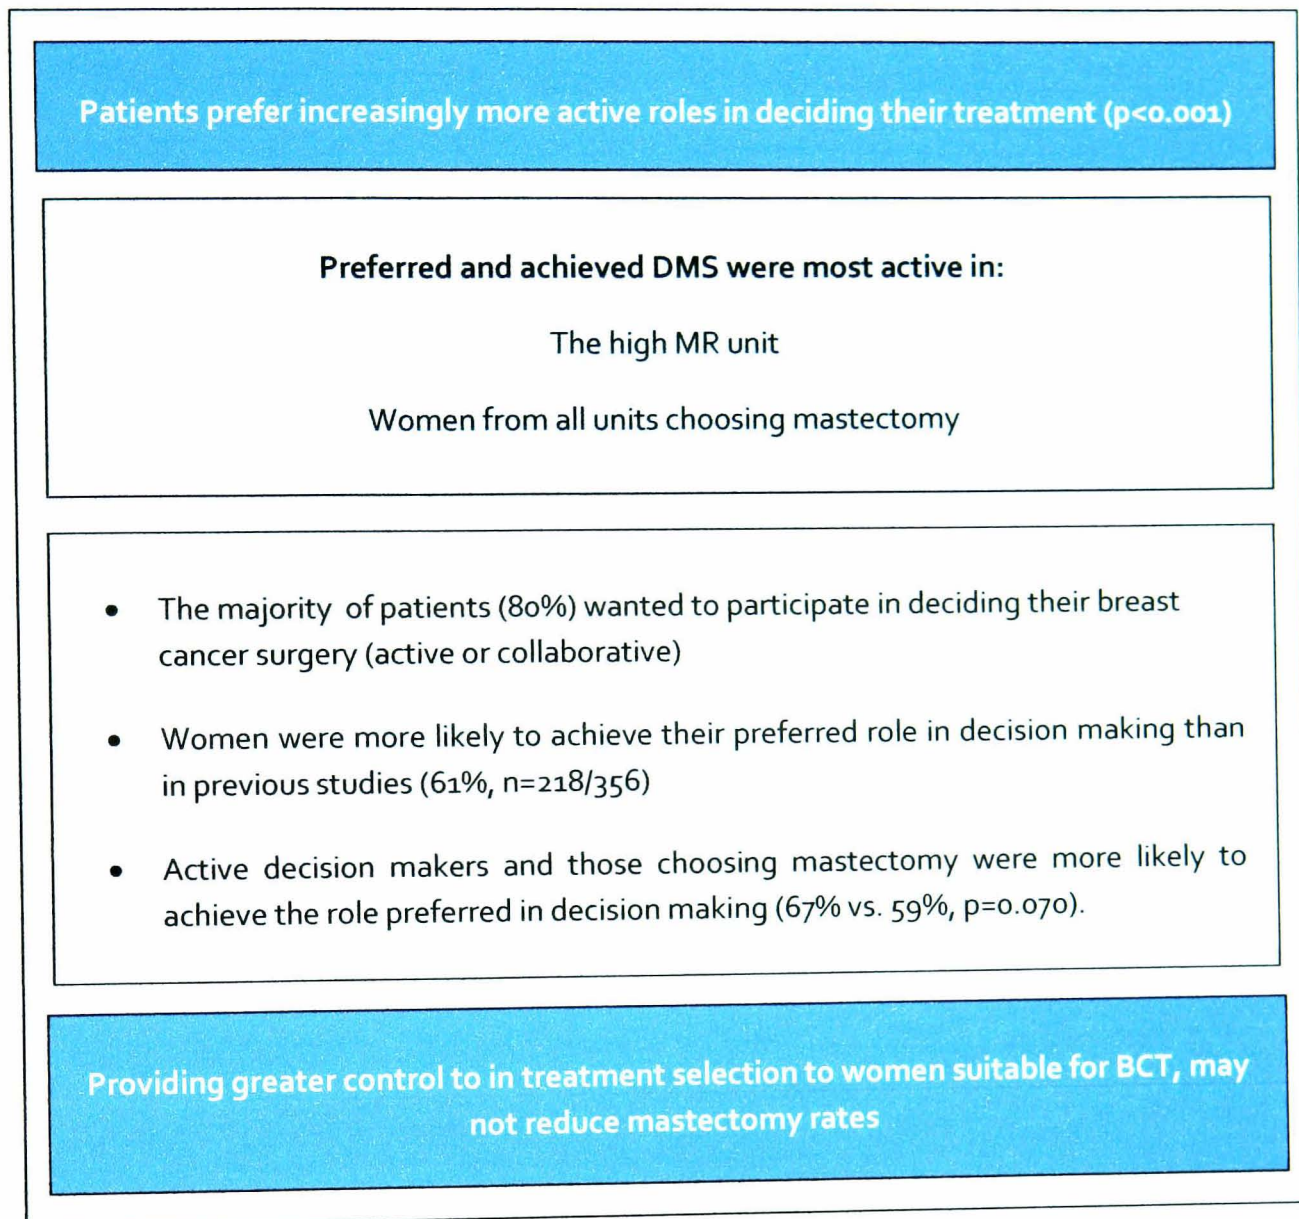 Patients prefer increasingly more active roles in deciding their treatment (p<0.001)
Preferred and achieved DMS were most active in:
The high MR unit
Women from all units choosing mastectomy
• The majority of patients (80%) wanted to participate in deciding their breast
cancer surgery (active or collaborative)
• Women were more likely to achieve their preferred role in decision making than
in previous studies (61%, n=218/356)
• Active decision makers and those choosing mastectomy were more likely to
achieve the role preferred in decision making (67% vs. 59%, p=0.070).
Providing greater control to in treatment selection to women suitable for BCT, may
not reduce mastectomy rates